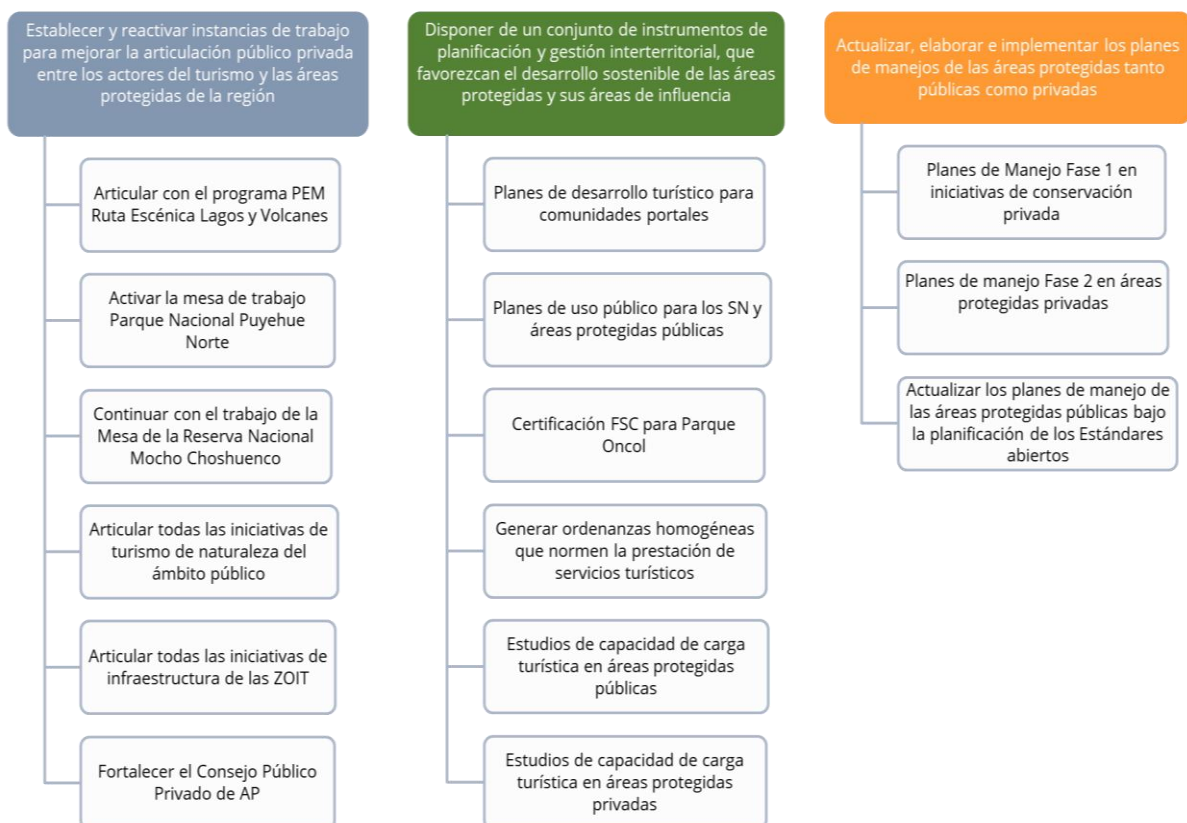 Establecer y reactivar instancias de trabajo
para mejorar la articulación público privada
entre los actores del turismo y las áreas
protegidas de la región
Articular con el programa PEM
Ruta Escénica Lagos y Volcanes
Activar la mesa de trabajo
Parque Nacional Puyehue
Norte
Continuar con el trabajo de la
Mesa de la Reserva Nacional
Mocho Choshuenco
Articular todas las iniciativas de
turismo de naturaleza del
ámbito público
Articular todas las iniciativas de
infraestructura de las ZOIT
Fortalecer el Consejo Público
Privado de AP
Disponer de un conjunto de instrumentos de
planificación y gestión interterritorial, que
favorezcan el desarrollo sostenible de las áreas
protegidas y sus áreas de influencia
Planes de desarrollo turístico para
comunidades portales
Planes de uso público para los SN y
áreas protegidas públicas
Certificación FSC para Parque
Oncol
Generar ordenanzas homogéneas
que normen la prestación de
servicios turísticos
Estudios de capacidad de carga
turística en áreas protegidas
públicas
Estudios de capacidad de carga
turística en áreas protegidas
privadas
Actualizar, elaborar e implementar los planes
de manejos de las áreas protegidas tanto
públicas como privadas
Planes de Manejo Fase 1 en
iniciativas de conservación
privada
Planes de manejo Fase 2 en áreas
protegidas privadas
Actualizar los planes de manejo de
las áreas protegidas públicas bajo
la planificación de los Estándares
abiertos